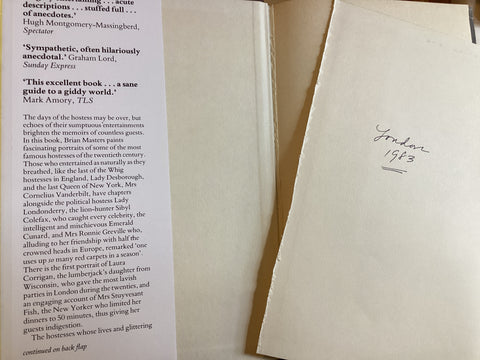 descriptions . . . stuffed full . . .
of anecdotes.'
Hugh Montgomery-Massingberd,
Spectator
'Sympathetic, often hilariously
anecdotal.' Graham Lord,
Sunday Express
'This excellent book . . . a sane
guide to a giddy world.'
Mark Amory, TLS
The days of the hostess may be over, but
echoes of their sumptuous entertainments
brighten the memoirs of countless guests.
In this book, Brian Masters paints
fascinating portraits of some of the most
famous hostesses of the twentieth century.
Those who entertained as naturally as they
breathed, like the last of the Whig
hostesses in England, Lady Desborough,
and the last Queen of New York, Mrs
Cornelius Vanderbilt, have chapters
alongside the political hostess Lady
Londonderry, the lion-hunter Sibyl
Colefax, who caught every celebrity, the
intelligent and mischievous Emerald
Cunard, and Mrs Ronnie Greville who,
alluding to her friendship with half the
crowned heads in Europe, remarked 'one
uses up so many red carpets in a season'.
There is the first portrait of Laura
Corrigan, the lumberjack's daughter from
Wisconsin, who gave the most lavish
parties in London during the twenties, and
an engaging account of Mrs Stuyvesant
Fish, the New Yorker who limited her
dinners to 50 minutes, thus giving her
guests indigestion.
The hostesses whose lives and glittering
continued on back flap
London
1983